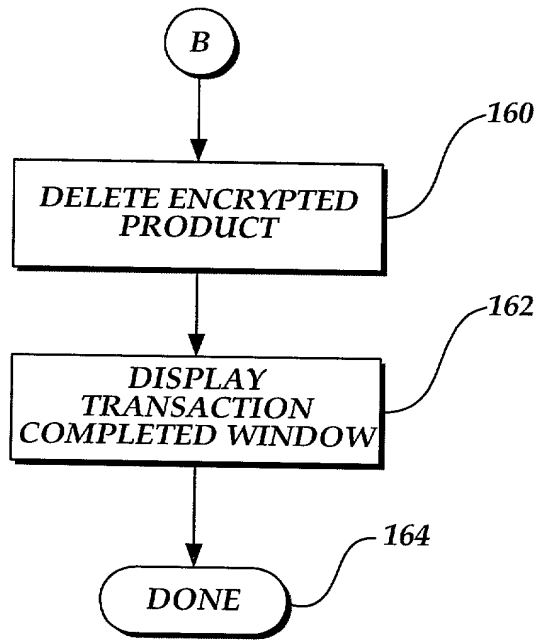 B
160
DELETE ENCRYPTED
PRODUCT
162
DISPLAY
TRANSACTION
COMPLETED WINDOW
164
DONE